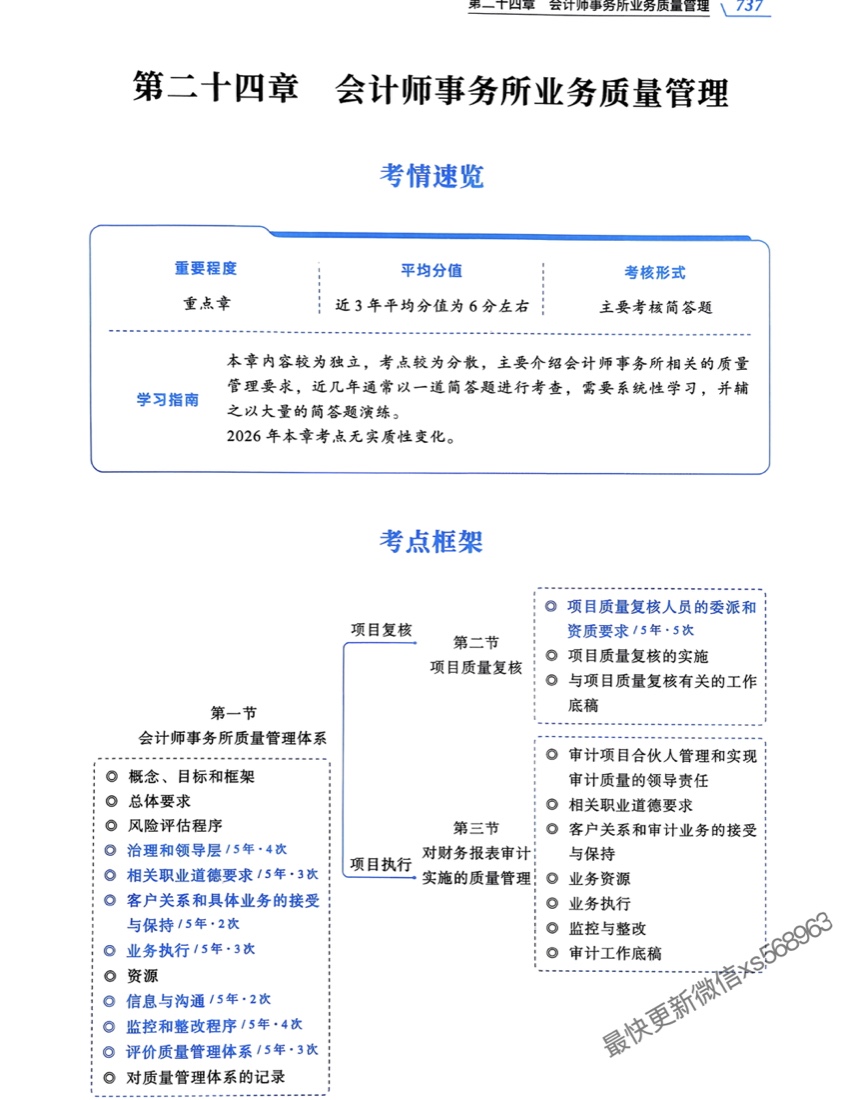 第二十四章 会计师事务所业务质量管理 737
第二十四章 会计师事务所业务质量管理
考情速览
重要程度 平均分值 考核形式
重点章 近3年平均分值为6分左右 主要考核简答题
学习指南
本章内容较为独立，考点较为分散，主要介绍会计师事务所相关的质量
管理要求，近几年通常以一道简答题进行考查，需要系统性学习，并辅
之以大量的简答题演练。
2026年本章考点无实质性变化。
考点框架
第一节
会计师事务所质量管理体系
◎ 概念、目标和框架
◎ 总体要求
◎ 风险评估程序
◎ 治理和领导层/5年·4次
◎ 相关职业道德要求/5年·3次
◎ 客户关系和具体业务的接受
与保持/5年·2次
◎ 业务执行/5年·3次
◎ 资源
◎ 信息与沟通/5年·2次
◎ 监控和整改程序/5年·4次
◎ 评价质量管理体系/5年·3次
◎ 对质量管理体系的记录
项目复核
第二节
项目质量复核
◎ 项目质量复核人员的委派和
资质要求/5年·5次
◎ 项目质量复核的实施
◎ 与项目质量复核有关的工作
底稿
项目执行
第三节
对财务报表审计
实施的质量管理
◎ 审计项目合伙人管理和实现
审计质量的领导责任
◎ 相关职业道德要求
◎ 客户关系和审计业务的接受
与保持
◎ 业务资源
◎ 业务执行
◎ 监控与整改
◎ 审计工作底稿
最快更新微信xs568963